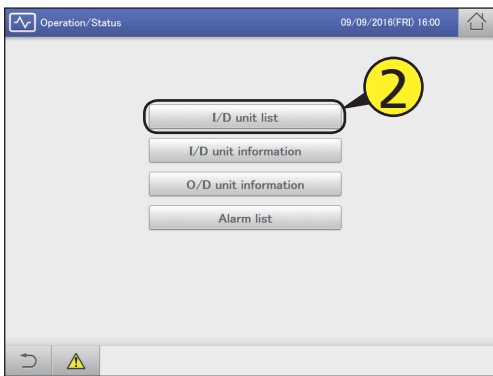 Operation/Status 09/09/2016(FRI) 16:00
2
I/D unit list
I/D unit information
O/D unit information
Alarm list